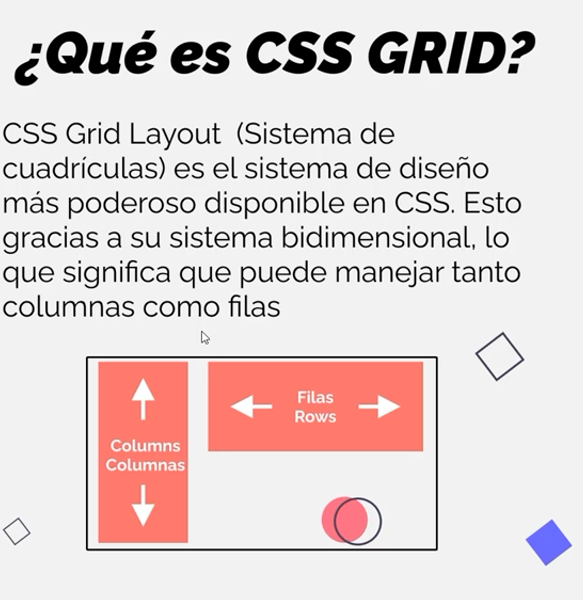 ¿Qué es CSS GRID?
CSS Grid Layout (Sistema de
cuadrículas) es el sistema de diseño
más poderoso disponible en CSS. Esto
gracias a su sistema bidimensional, lo
que significa que puede manejar tanto
columnas como filas
Columns
Columnas
Filas
Rows